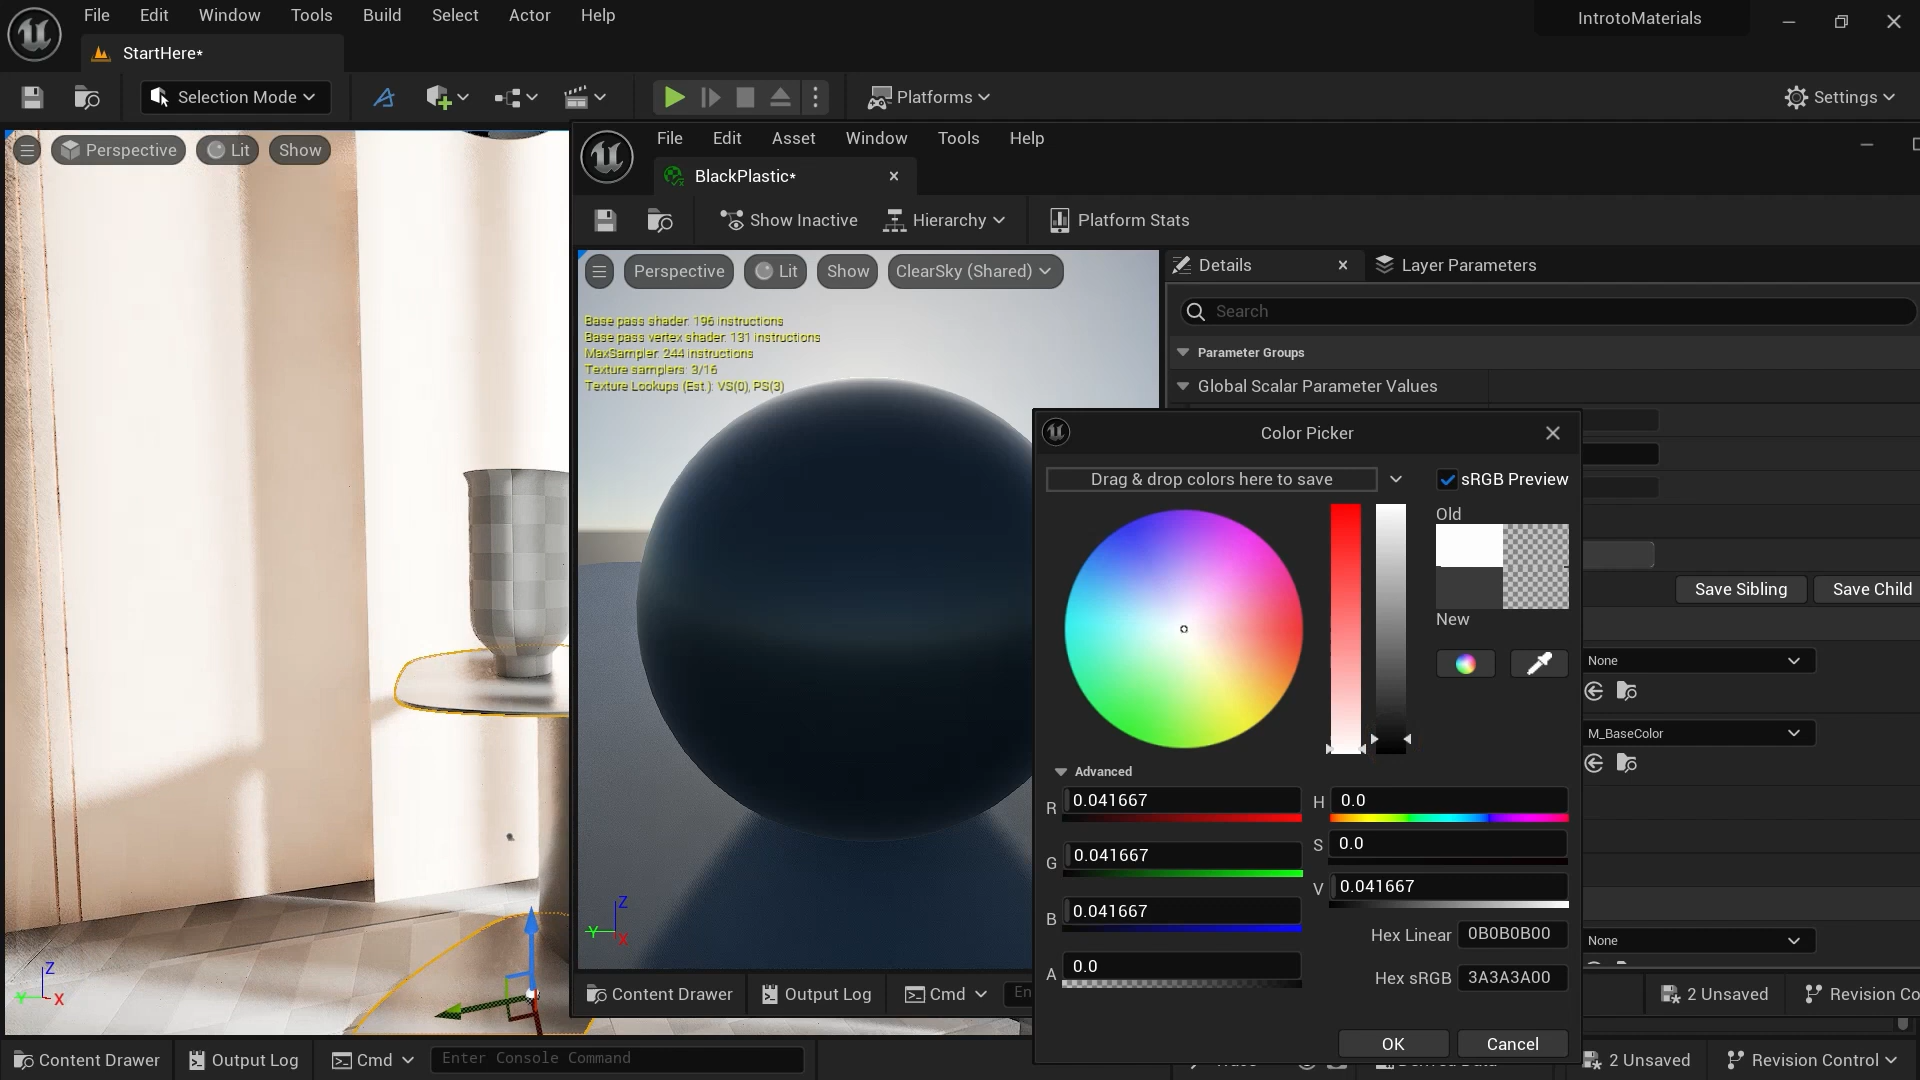 File Edit Window Tools Build Select Actor Help
IntrotoMaterials
StartHere*
Selection Mode
Platforms
Settings
Perspective Lit Show
File Edit Asset Window Tools Help
BlackPlastic*
Show Inactive
Hierarchy
Platform Stats
Perspective Lit Show ClearSky (Shared)
Base pass shader: 196 instructions
Base pass vertex shader: 131 instructions
MaxSampler: 244 instructions
Texture samplers: 3/16
Texture Lookups (Est.): VS(0), PS(3)
Details
Layer Parameters
Search
Parameter Groups
Global Scalar Parameter Values
Color Picker
Drag & drop colors here to save
sRGB Preview
Old
New
Save Sibling
Save Child
None
M_BaseColor
None
Advanced
R 0.041667
G 0.041667
B 0.041667
A 0.0
H 0.0
S 0.0
V 0.041667
Hex Linear 0B0B0B00
Hex sRGB 3A3A3A00
OK
Cancel
Z
Y
X
Z
Y
X
Content Drawer
Output Log
Cmd
En
2 Unsaved
Revision Co
Content Drawer
Output Log
Cmd
Enter Console Command
2 Unsaved
Revision Control